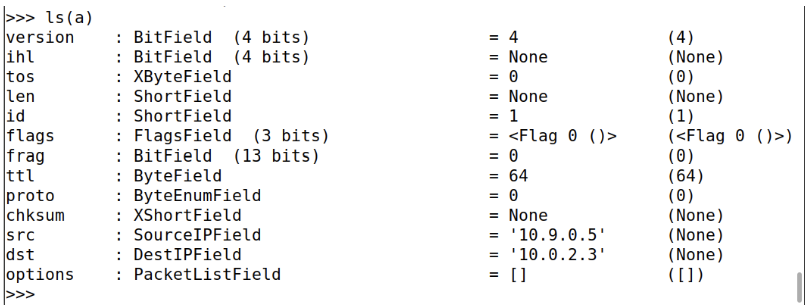 >>> ls(a)
version    : BitField  (4 bits)                = 4               (4)
ihl        : BitField  (4 bits)                = None            (None)
tos        : XByteField                        = 0               (0)
len        : ShortField                        = None            (None)
id         : ShortField                        = 1               (1)
flags      : FlagsField  (3 bits)              = <Flag 0 ()>     (<Flag 0 ()>)
frag       : BitField  (13 bits)               = 0               (0)
ttl        : ByteField                         = 64              (64)
proto      : ByteEnumField                     = 0               (0)
chksum     : XShortField                       = None            (None)
src        : SourceIPField                     = '10.9.0.5'      (None)
dst        : DestIPField                       = '10.0.2.3'      (None)
options    : PacketListField                   = []              ([])
>>>